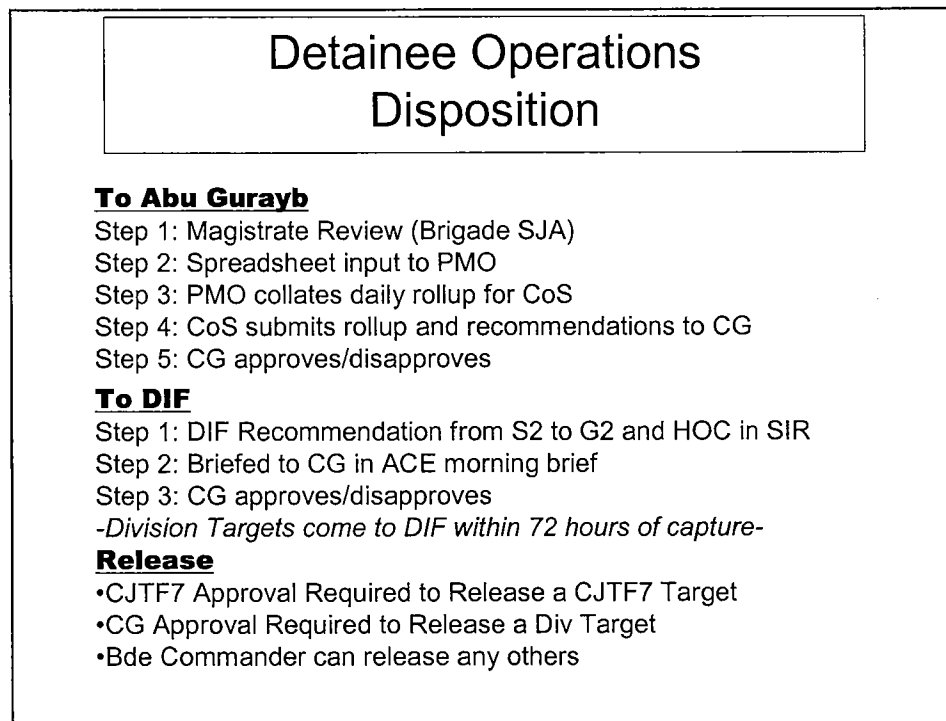 Detainee Operations
Disposition
To Abu Gurayb
Step 1: Magistrate Review (Brigade SJA)
Step 2: Spreadsheet input to PMO
Step 3: PMO collates daily rollup for CoS
Step 4: CoS submits rollup and recommendations to CG
Step 5: CG approves/disapproves
To DIF
Step 1: DIF Recommendation from S2 to G2 and HOC in SIR
Step 2: Briefed to CG in ACE morning brief
Step 3: CG approves/disapproves
-Division Targets come to DIF within 72 hours of capture-
Release
•CJTF7 Approval Required to Release a CJTF7 Target
•CG Approval Required to Release a Div Target
•Bde Commander can release any others